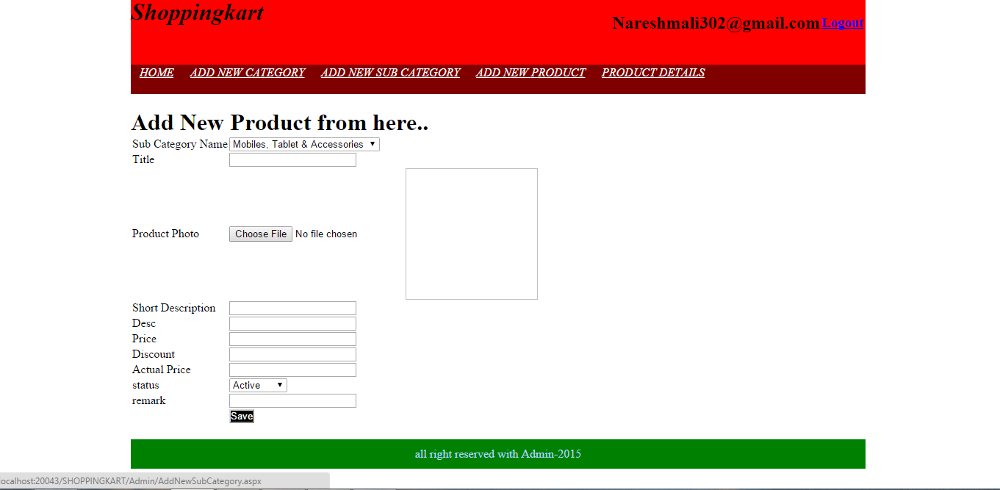 Shoppingkart
Nareshmali302@gmail.com Logout
HOME ADD NEW CATEGORY ADD NEW SUB CATEGORY ADD NEW PRODUCT PRODUCT DETAILS
Add New Product from here..
Sub Category Name Mobiles, Tablet & Accessories
Title
Product Photo Choose File No file chosen
Short Description
Desc
Price
Discount
Actual Price
status Active
remark
Save
all right reserved with Admin-2015
ocalhost:20043/SHOPPINGKART/Admin/AddNewSubCategory.aspx